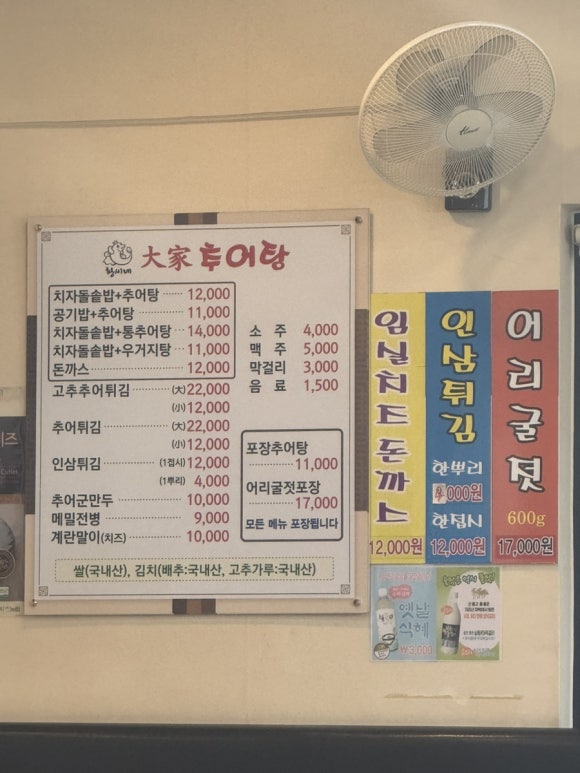 황씨네
大家 추어탕
치자돌솥밥+추어탕 12,000
공기밥+추어탕 11,000
치자돌솥밥+통추어탕 14,000
치자돌솥밥+우거지탕 11,000
돈까스 12,000
고추추어튀김 (大)22,000
(小)12,000
추어튀김 (大)22,000
(小)12,000
인삼튀김 (1접시)12,000
(1뿌리) 4,000
추어군만두 10,000
메밀전병 9,000
계란말이(치즈) 10,000
소 주 4,000
맥 주 5,000
막걸리 3,000
음 료 1,500
포장추어탕
11,000
어리굴젓포장
17,000
모든 메뉴 포장됩니다
쌀(국내산), 김치(배추:국내산, 고추가루:국내산)
임실치즈돈까스
12,000원
인삼튀김
한뿌리
4,000원
한접시
12,000원
어리굴젓
600g
17,000원
옛날
식혜
₩3,000